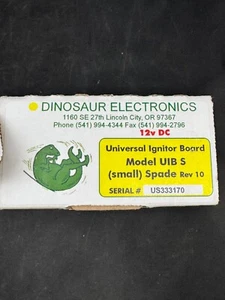 DINOSAUR ELECTRONICS
1160 SE 27th Lincoln City, OR 97367
Phone (541) 994-4344 Fax (541) 994-2796
12v DC
Universal Ignitor Board
Model UIB S
(small) Spade Rev 10
SERIAL # US333170